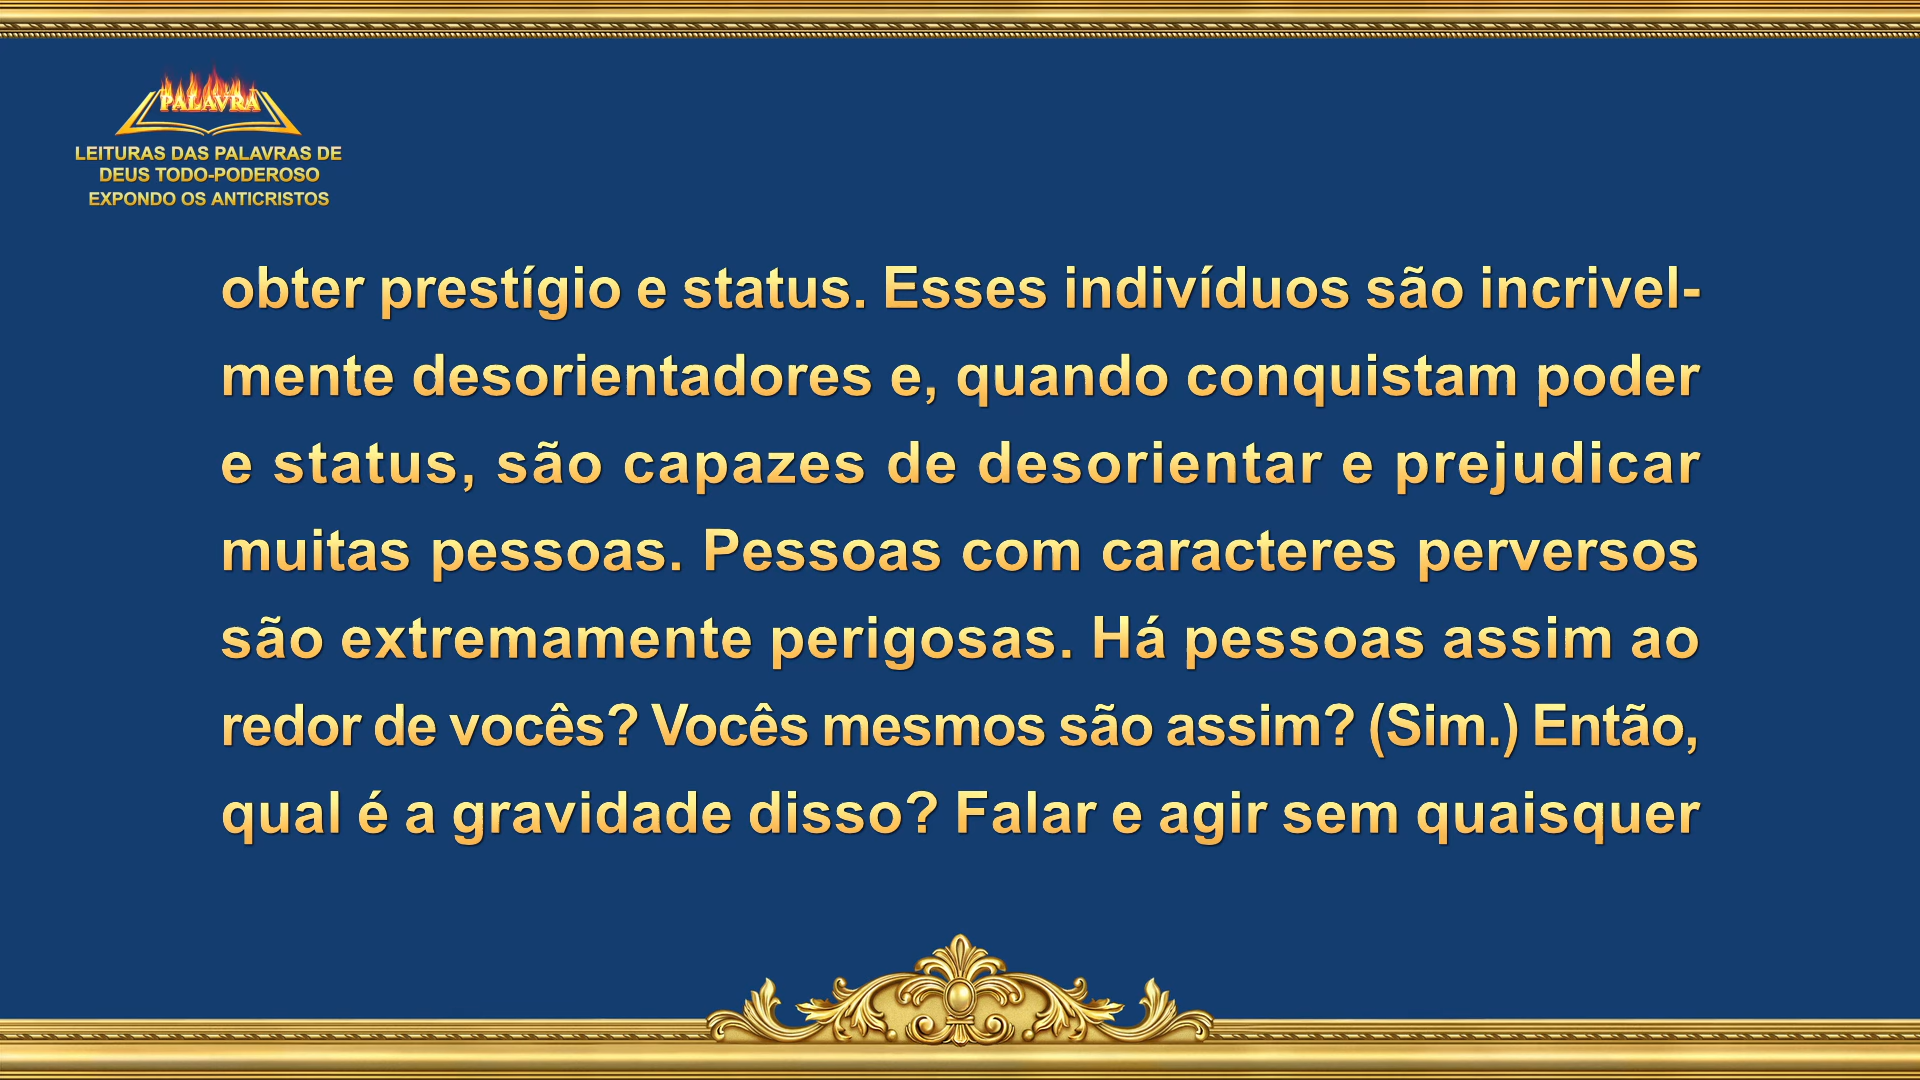 PALAVRA
LEITURAS DAS PALAVRAS DE
DEUS TODO-PODEROSO
EXPONDO OS ANTICRISTOS
obter prestígio e status. Esses indivíduos são incrivel-
mente desorientadores e, quando conquistam poder
e status, são capazes de desorientar e prejudicar
muitas pessoas. Pessoas com caracteres perversos
são extremamente perigosas. Há pessoas assim ao
redor de vocês? Vocês mesmos são assim? (Sim.) Então,
qual é a gravidade disso? Falar e agir sem quaisquer